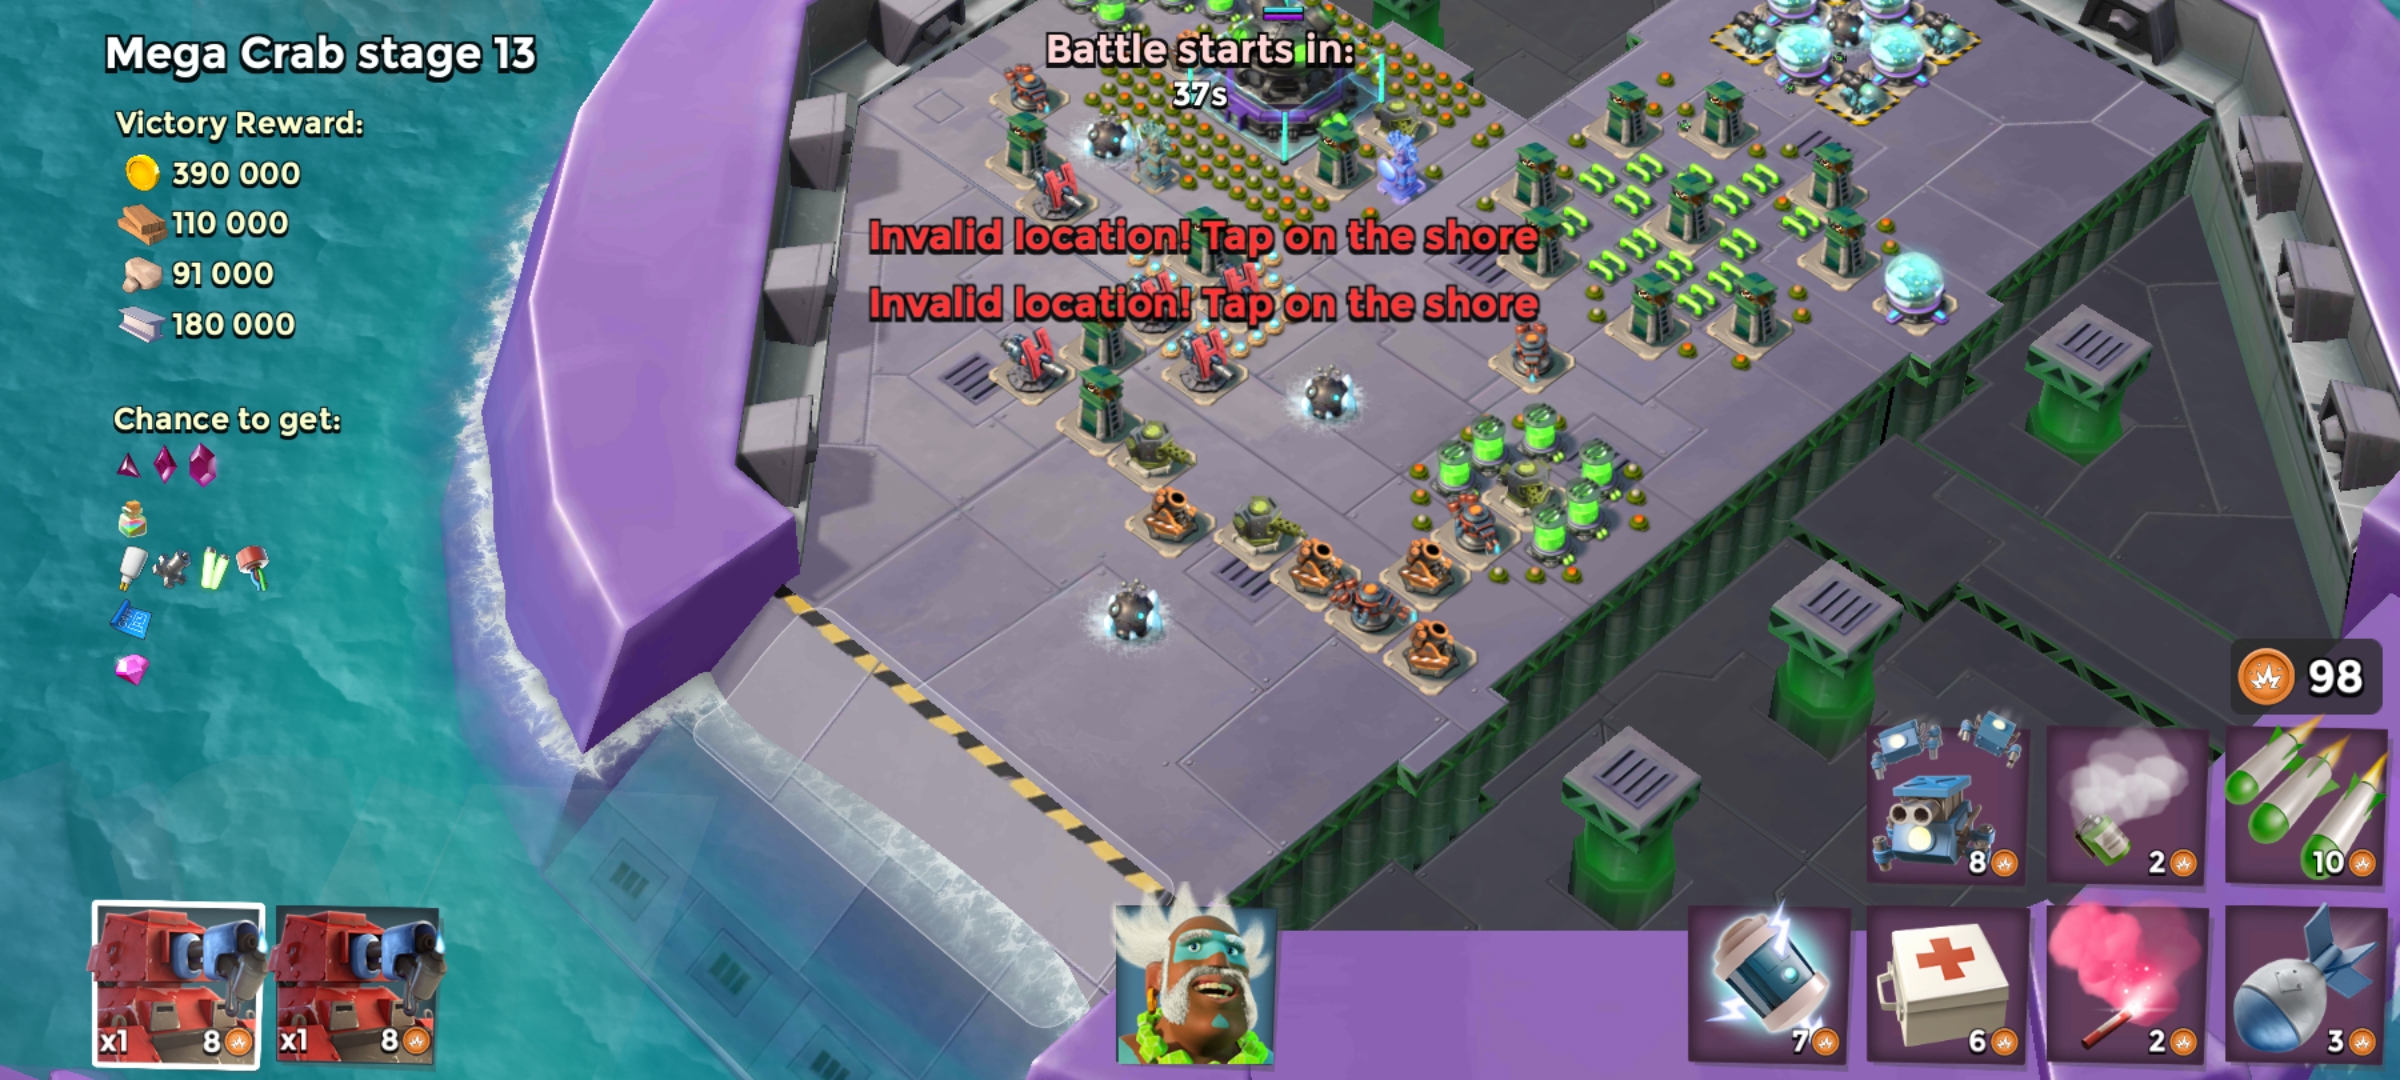 Mega Crab stage 13
Battle starts in:
37s
Victory Reward:
390 000
110 000
91 000
180 000
Invalid location! Tap on the shore
Invalid location! Tap on the shore
Chance to get:
98
8
2
10
x1
8
x1
8
7
6
2
3